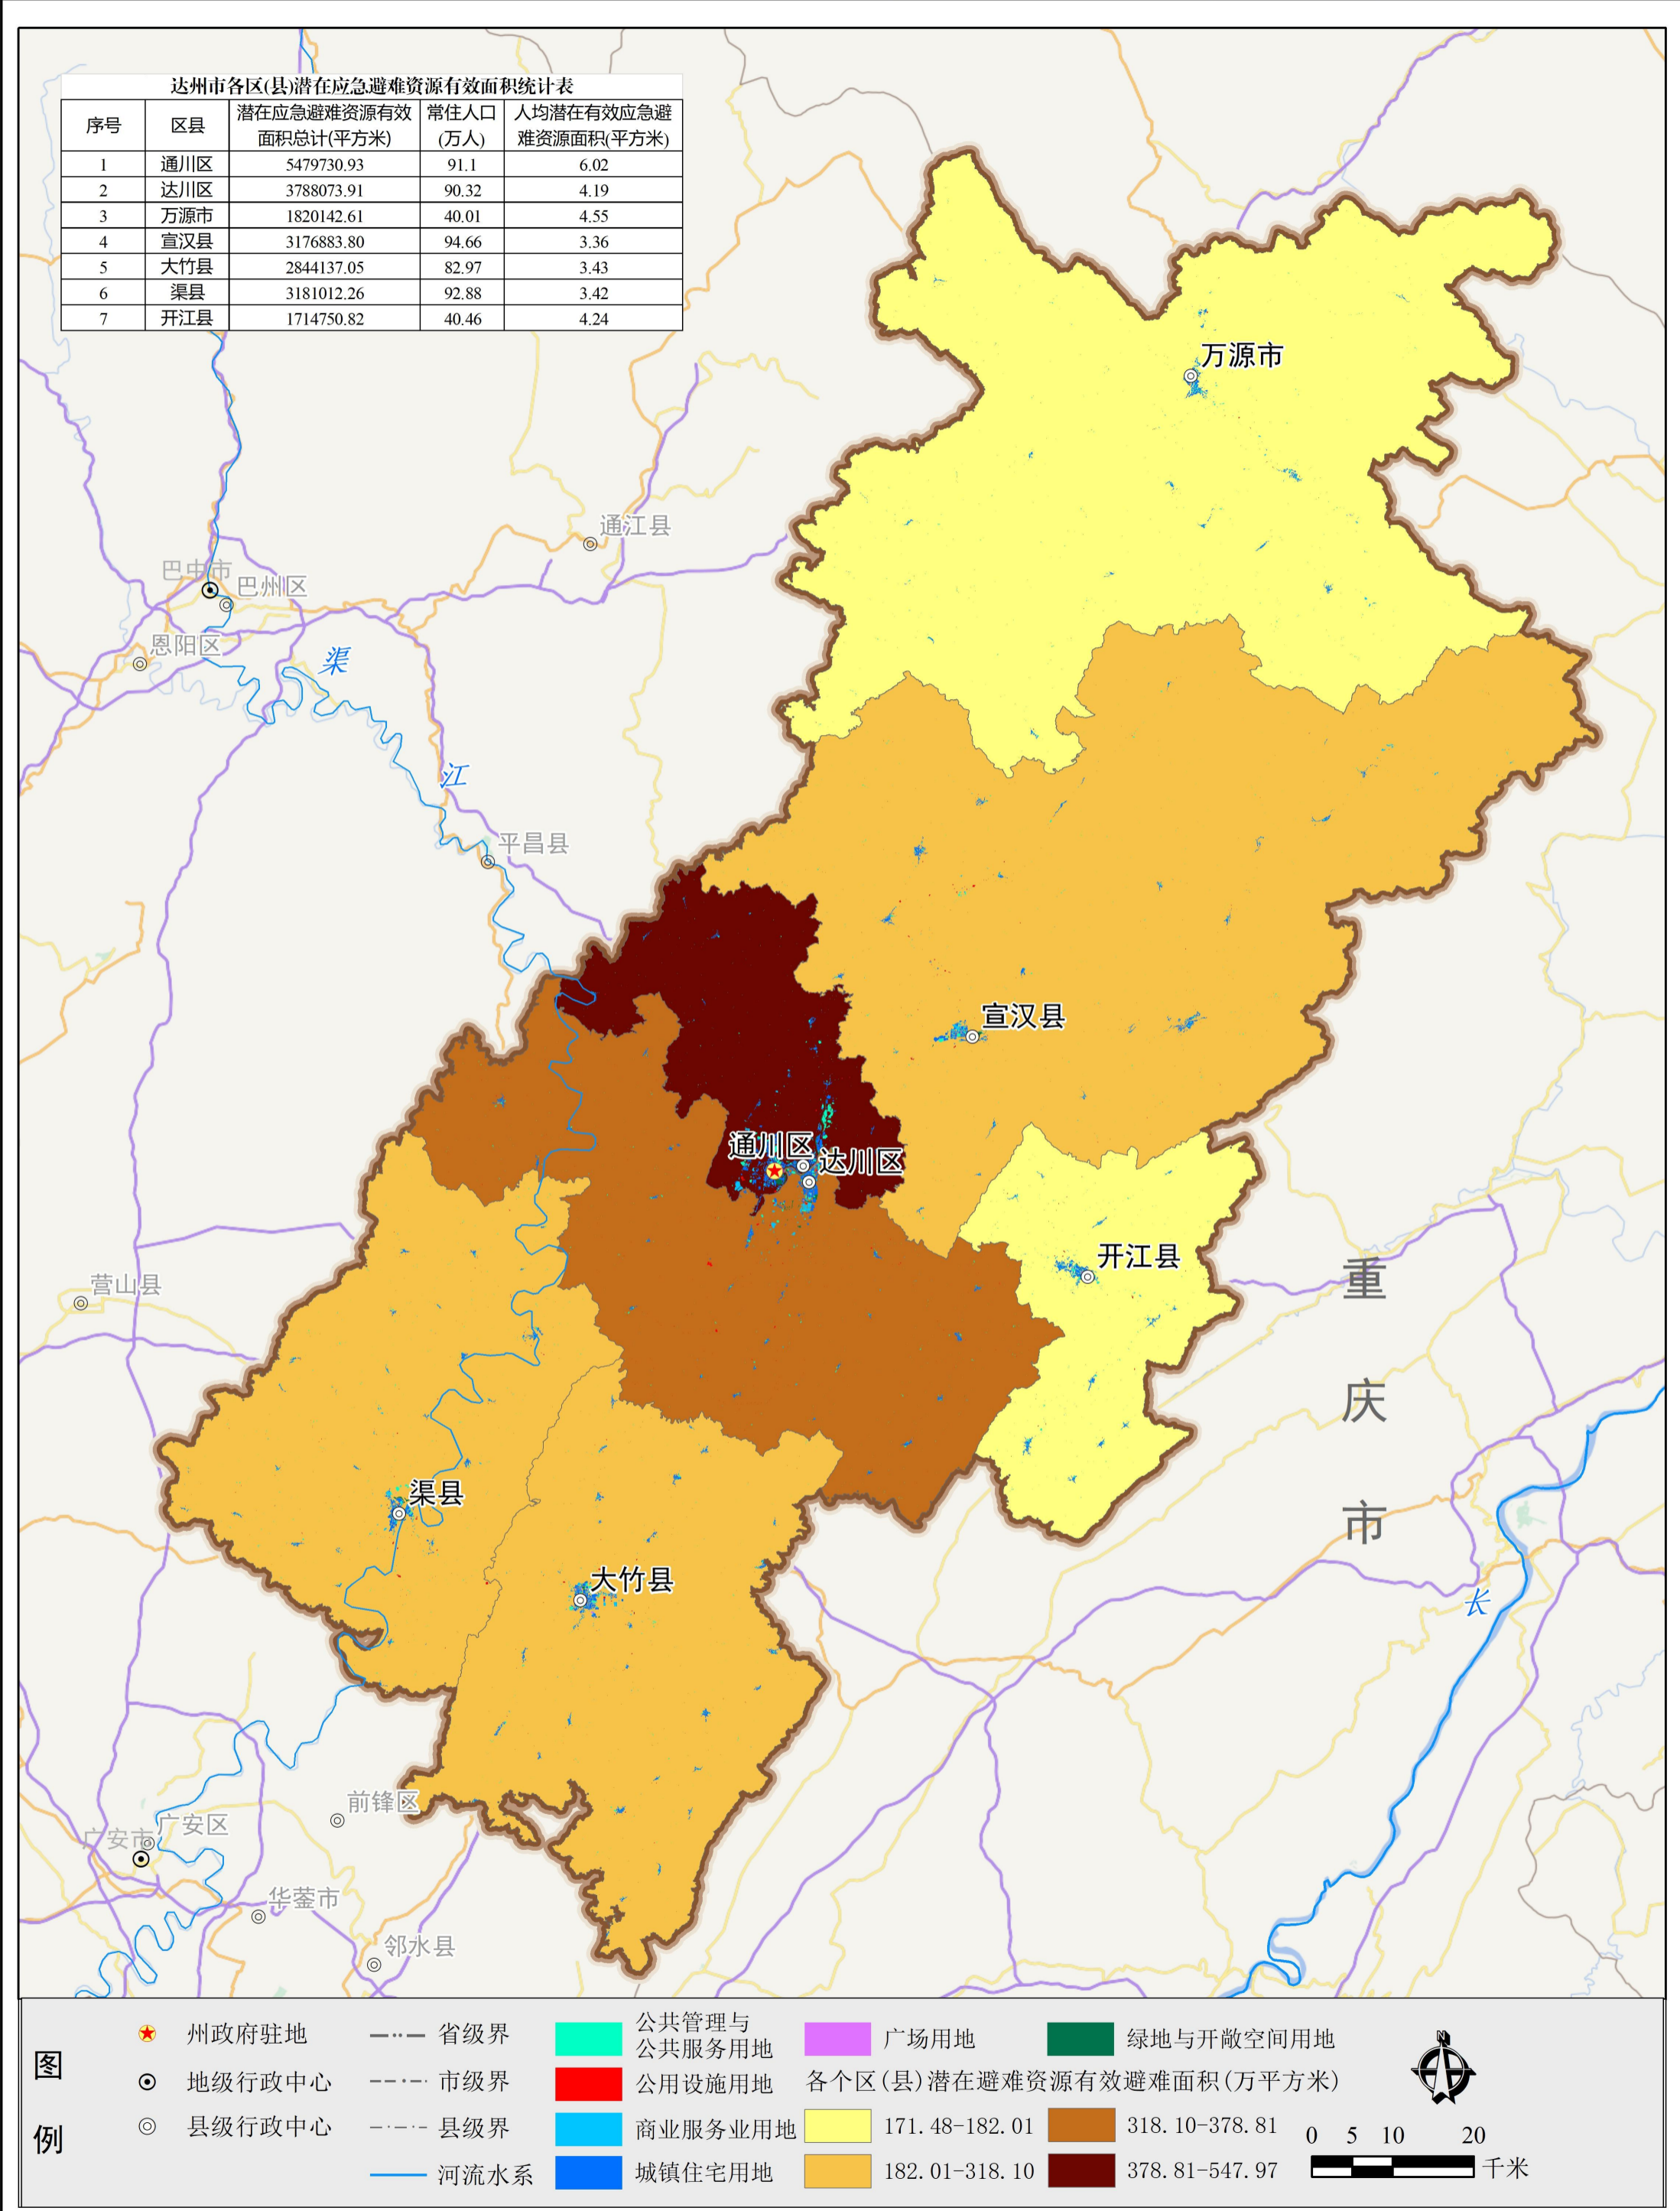 达州市各区(县)潜在应急避难资源有效面积统计表
序号 区县 潜在应急避难资源有效面积总计(平方米) 常住人口(万人) 人均潜在有效应急避难资源面积(平方米)
1 通川区 5479730.93 91.1 6.02
2 达川区 3788073.91 90.32 4.19
3 万源市 1820142.61 40.01 4.55
4 宣汉县 3176883.80 94.66 3.36
5 大竹县 2844137.05 82.97 3.43
6 渠县 3181012.26 92.88 3.42
7 开江县 1714750.82 40.46 4.24
万源市
通江县
巴中市
巴州区
恩阳区
渠
江
平昌县
宣汉县
通川区
达川区
开江县
营山县
重
庆
市
渠县
大竹县
长
前锋区
广安区
广安市
华蓥市
邻水县
图
例
州政府驻地
地级行政中心
县级行政中心
省级界
市级界
县级界
河流水系
公共管理与
公共服务用地
公用设施用地
商业服务业用地
城镇住宅用地
广场用地
绿地与开敞空间用地
各个区(县)潜在避难资源有效避难面积(万平方米)
171.48-182.01
182.01-318.10
318.10-378.81
378.81-547.97
N
0 5 10 20
千米